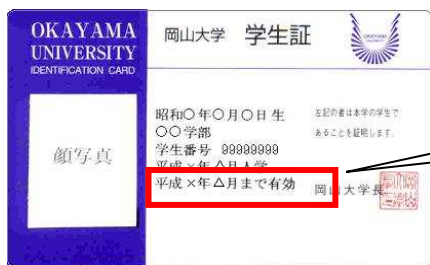 OKAYAMA
UNIVERSITY
IDENTIFICATION CARD
岡山大学 学生証
顔写真
昭和○年○月○日生
○○学部
学生番号 99999999
平成×年△月入学
平成×年△月まで有効
左記の者は本学の学生で
あることを証明します。
岡山大学長